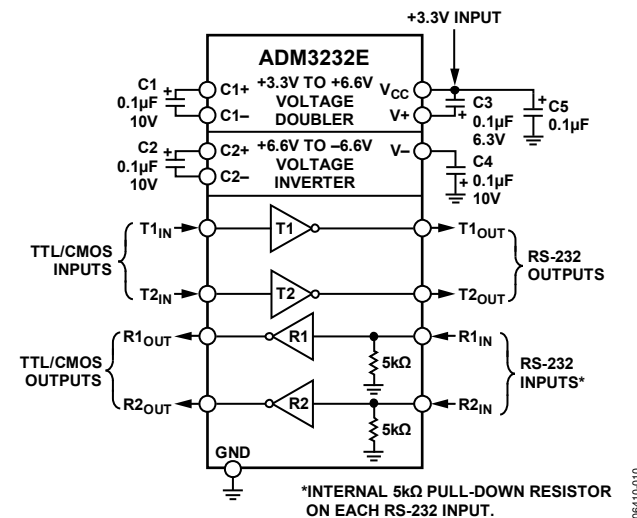 +3.3V INPUT
ADM3232E
C1
0.1µF
10V
+
C1+
C1–
+3.3V TO +6.6V
VOLTAGE
DOUBLER
VCC
V+
+
C3
0.1µF
6.3V
+
C5
0.1µF
C2
0.1µF
10V
+
C2+
C2–
+6.6V TO –6.6V
VOLTAGE
INVERTER
V–
+
C4
0.1µF
10V
TTL/CMOS
INPUTS
T1IN
T1
T1OUT
T2IN
T2
T2OUT
RS-232
OUTPUTS
TTL/CMOS
OUTPUTS
R1OUT
R1
R1IN
5kΩ
R2OUT
R2
R2IN
5kΩ
RS-232
INPUTS*
GND
*INTERNAL 5kΩ PULL-DOWN RESISTOR
ON EACH RS-232 INPUT.
06410-010